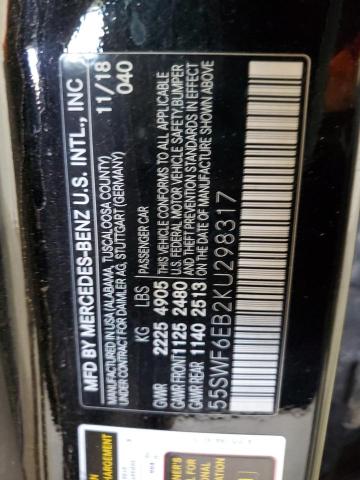 MFD BY MERCEDES-BENZ U.S. INTL., INC
MANUFACTURED IN USA (ALABAMA, TUSCALOOSA COUNTY) 11/18
UNDER CONTRACT FOR DAIMLER AG, STUTTGART (GERMANY) 040
PASSENGER CAR
KG LBS
THIS VEHICLE CONFORMS TO ALL APPLICABLE
GVWR 2225 4905
U.S. FEDERAL MOTOR VEHICLE SAFETY, BUMPER
GAWR FRONT 1125 2480
AND THEFT PREVENTION STANDARDS IN EFFECT
GAWR REAR 1140 2513
ON THE DATE OF MANUFACTURE SHOWN ABOVE
55SWF6EB2KU298317
CHARGEMENT